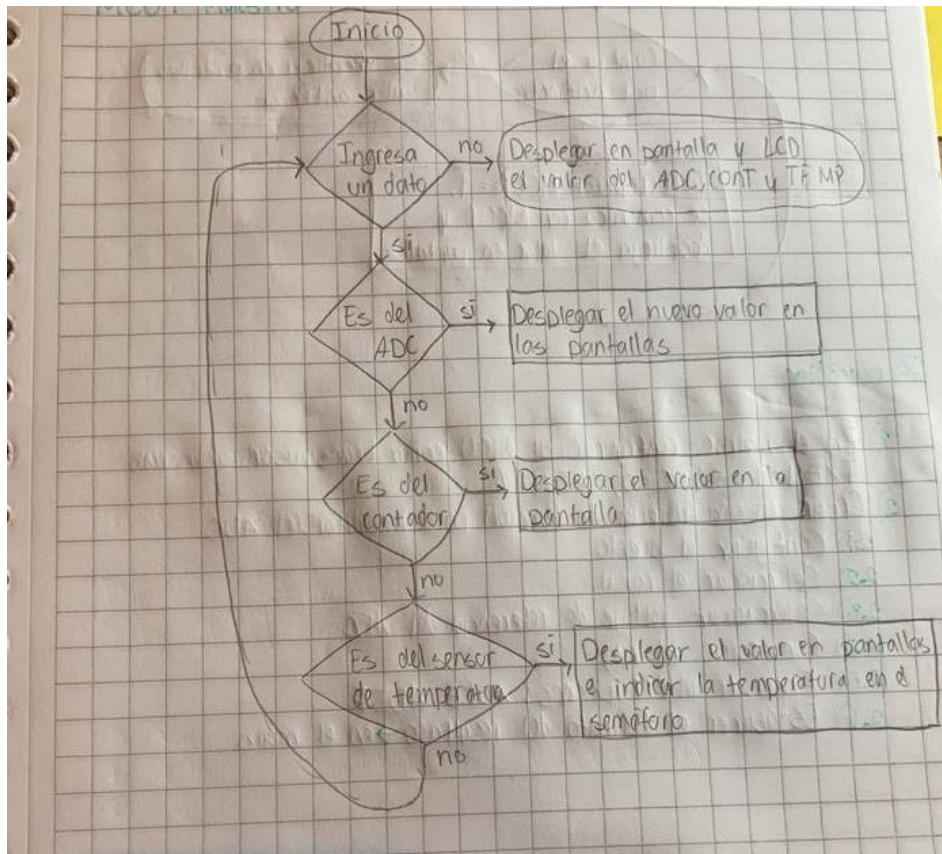 Inicio
Ingresa
un dato
no
Desplegar en pantalla y LCD
el valor del ADC, CONT y TEMP
si
Es del
ADC
si
Desplegar el nuevo valor en
las pantallas
no
Es del
contador
si
Desplegar el valor en la
pantalla
no
Es del sensor
de temperatura
si
Desplegar el valor en pantallas
e indicar la temperatura en el
semáforo
no